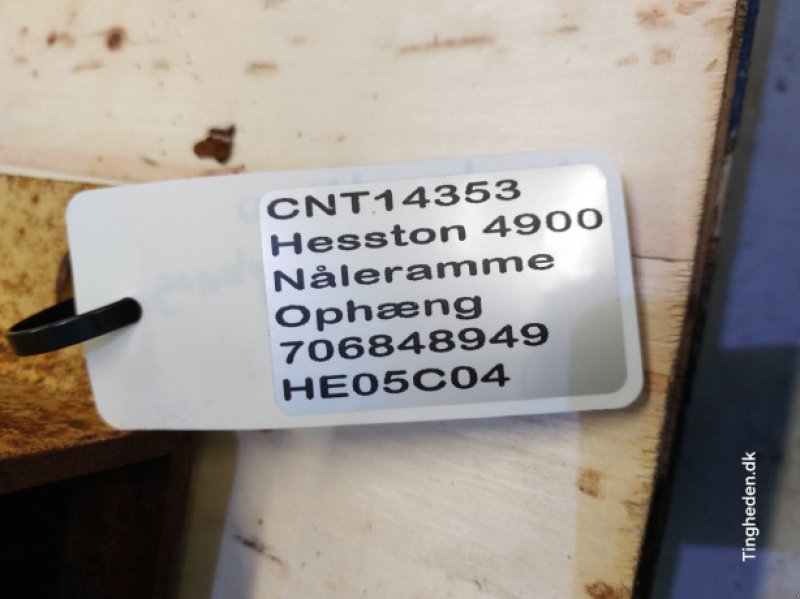 CNT14353
Hesston 4900
Nåleramme
Ophæng
706848949
HE05C04
Tingheden.dk